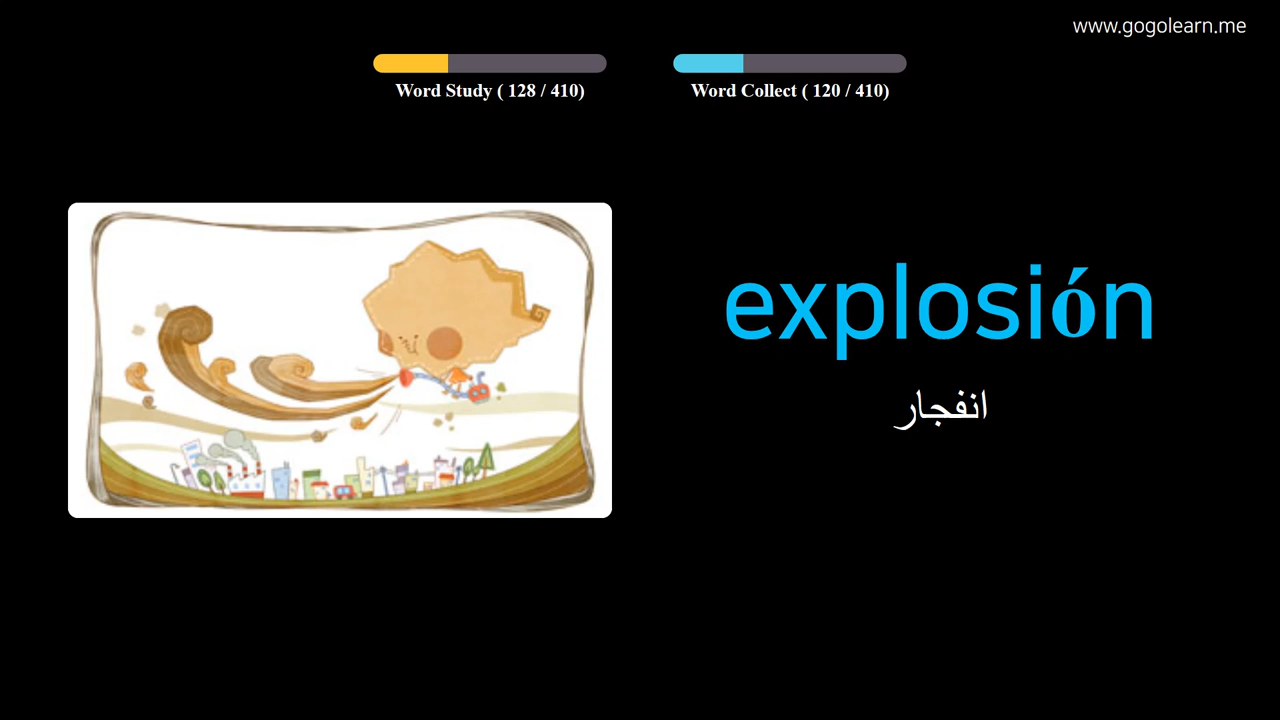 www.gogolearn.me
Word Study ( 128 / 410)
Word Collect ( 120 / 410)
explosión
انفجار